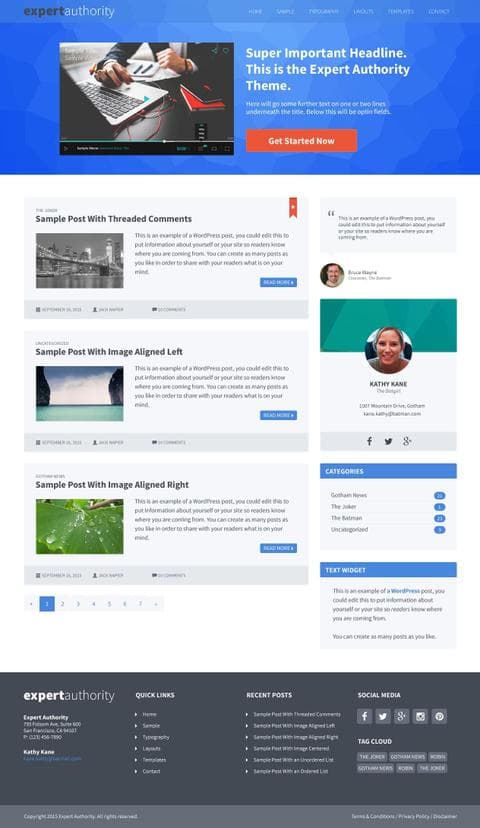 expertauthority
HOME SAMPLE TYPOGRAPHY LAYOUTS TEMPLATES CONTACT
Super Important Headline.
This is the Expert Authority
Theme.
Here will go some further text on one or two lines
underneath the title. Below this will be optin fields.
Get Started Now
THE JOKER
Sample Post With Threaded Comments
This is an example of a WordPress post, you could edit this to
put information about yourself or your site so readers know
where you are coming from. You can create as many posts as
you like in order to share with your readers what is on your
mind.
READ MORE
SEPTEMBER 15, 2015 JACK NAPIER 10 COMMENTS
UNCATEGORIZED
Sample Post With Image Aligned Left
This is an example of a WordPress post, you could edit this to
put information about yourself or your site so readers know
where you are coming from. You can create as many posts as
you like in order to share with your readers what is on your
mind.
READ MORE
SEPTEMBER 15, 2015 JACK NAPIER COMMENTS
GOTHAM NEWS
Sample Post With Image Aligned Right
This is an example of a WordPress post, you could edit this to
put information about yourself or your site so readers know
where you are coming from. You can create as many posts as
you like in order to share with your readers what is on your
mind.
READ MORE
SEPTEMBER 15, 2015 JACK NAPIER COMMENTS
« 1 2 3 4 5 6 7 »
“ This is an example of a WordPress post, you
could edit this to put information about yourself
or your site so readers know where you are
coming from.
Bruce Wayne
Character, The Batman
KATHY KANE
The Batgirl
1007 Mountain Drive, Gotham
kane.kathy@batman.com
CATEGORIES
Gotham News
The Joker
The Batman
Uncategorized
TEXT WIDGET
This is an example of a WordPress post, you
could edit this to put information about
yourself or your site so readers know where
you are coming from.
You can create as many posts as you like.
expertauthority
Expert Authority
795 Folsom Ave, Suite 600
San Francisco, CA 94107
P: (123) 456-7890
Kathy Kane
kane.kathy@batman.com
QUICK LINKS
Home
Sample
Typography
Layouts
Templates
Contact
RECENT POSTS
Sample Post With Threaded Comments
Sample Post With Image Aligned Left
Sample Post With Image Aligned Right
Sample Post With Image Centered
Sample Post With an Unordered List
Sample Post With an Ordered List
SOCIAL MEDIA
TAG CLOUD
THE JOKER GOTHAM NEWS ROBIN
GOTHAM NEWS ROBIN THE JOKER
Copyright 2015 Expert Authority. All rights reserved.
Terms & Conditions / Privacy Policy / Disclaimer